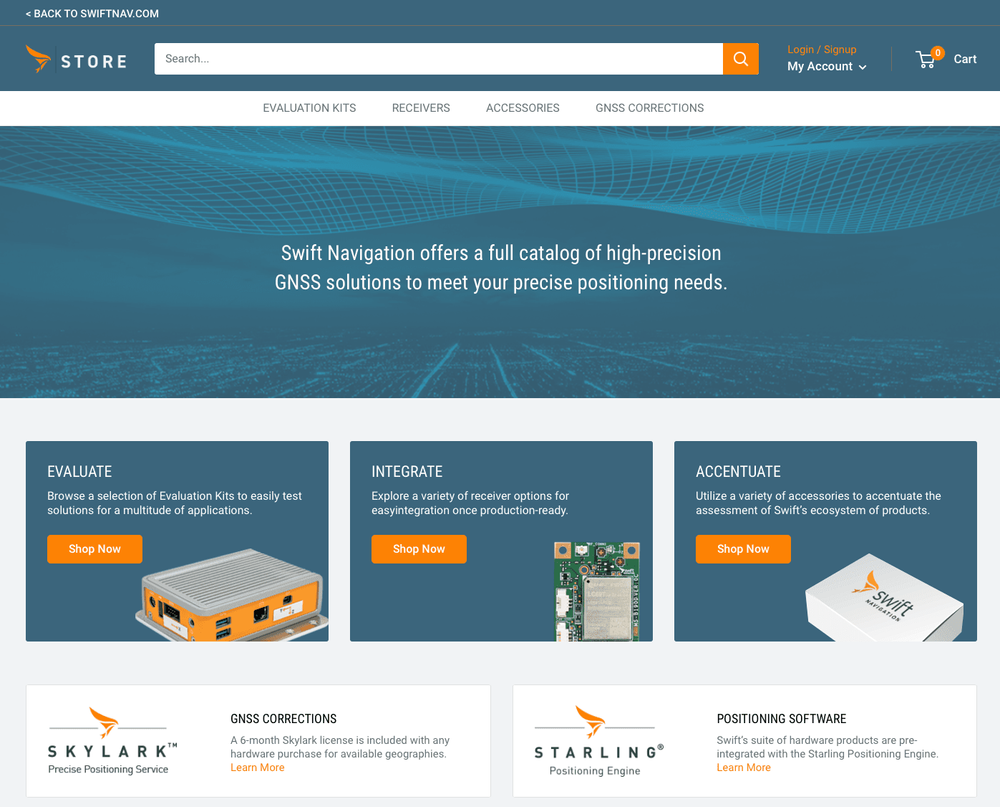 < BACK TO SWIFTNAV.COM
STORE
Search...
Login / Signup
My Account
0
Cart
EVALUATION KITS
RECEIVERS
ACCESSORIES
GNSS CORRECTIONS
Swift Navigation offers a full catalog of high-precision
GNSS solutions to meet your precise positioning needs.
EVALUATE
Browse a selection of Evaluation Kits to easily test
solutions for a multitude of applications.
Shop Now
INTEGRATE
Explore a variety of receiver options for
easyintegration once production-ready.
Shop Now
ACCENTUATE
Utilize a variety of accessories to accentuate the
assessment of Swift's ecosystem of products.
Shop Now
swift
NAVIGATION
SKYLARK™
Precise Positioning Service
GNSS CORRECTIONS
A 6-month Skylark license is included with any
hardware purchase for available geographies.
Learn More
STARLING®
Positioning Engine
POSITIONING SOFTWARE
Swift's suite of hardware products are pre-
integrated with the Starling Positioning Engine.
Learn More